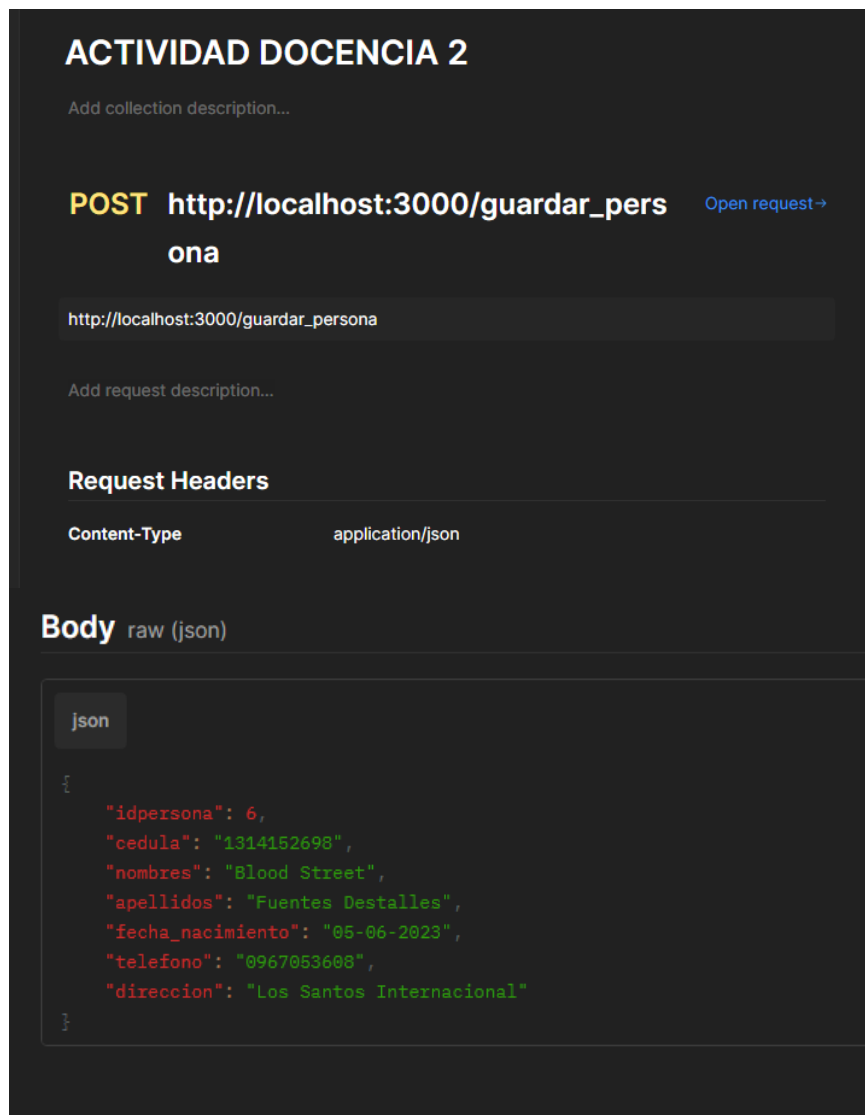 ACTIVIDAD DOCENCIA 2
Add collection description...
POST http://localhost:3000/guardar_pers
ona
Open request→
http://localhost:3000/guardar_persona
Add request description...
Request Headers
Content-Type application/json
Body raw (json)
json
{
"idpersona": 6,
"cedula": "1314152698",
"nombres": "Blood Street",
"apellidos": "Fuentes Destalles",
"fecha_nacimiento": "05-06-2023",
"telefono": "0967053608",
"direccion": "Los Santos Internacional"
}